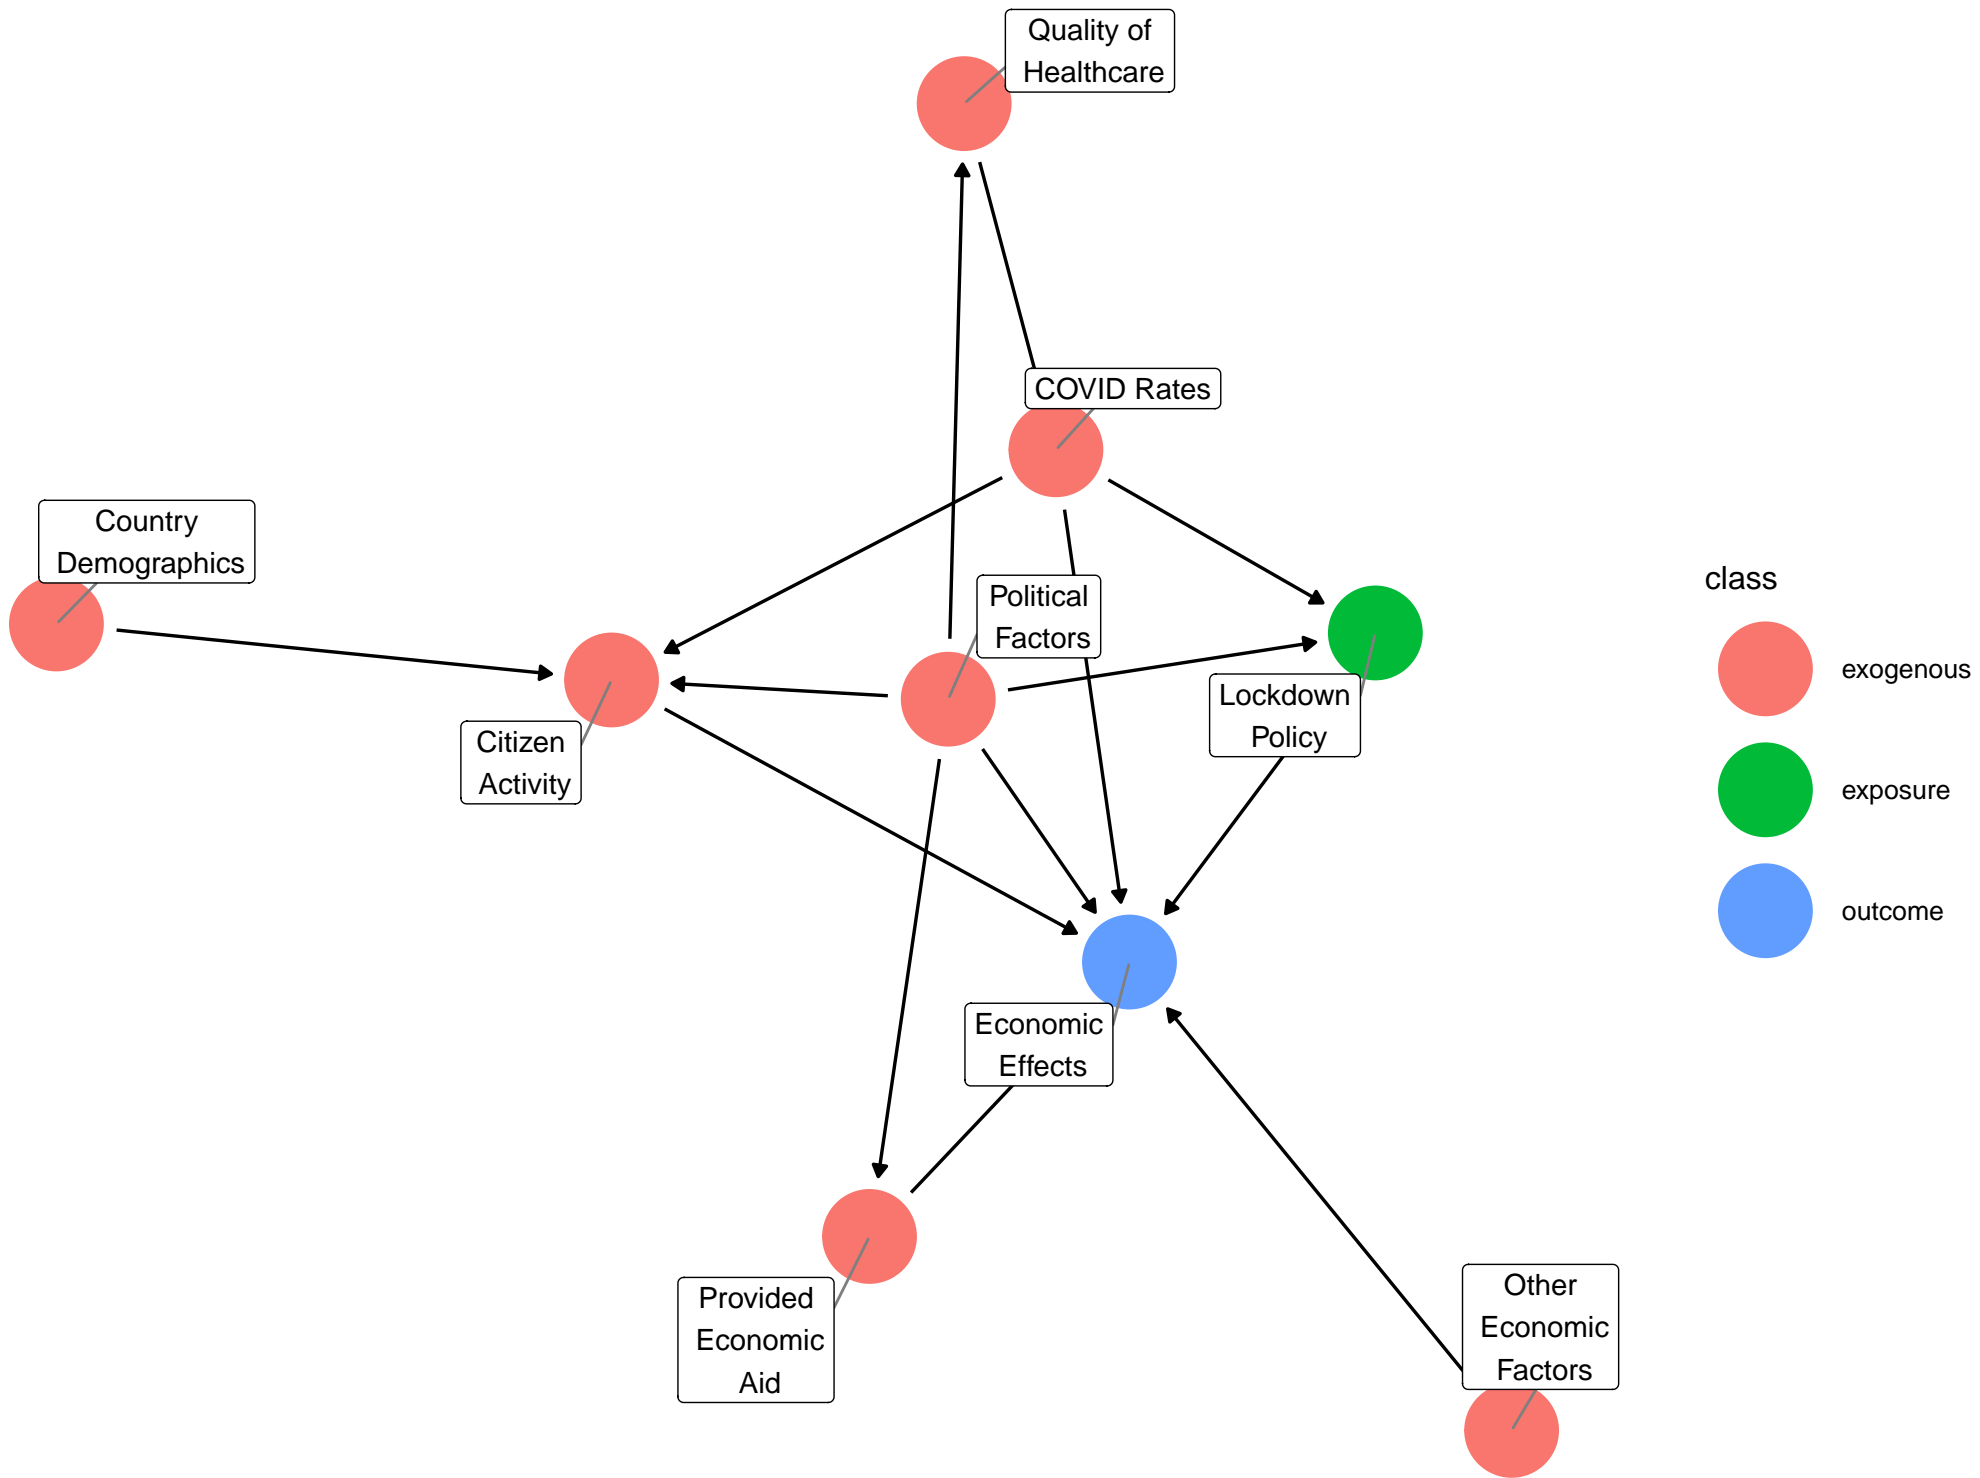 Quality of
Healthcare
COVID Rates
Country
Demographics
Political
Factors
Lockdown
Policy
Citizen
Activity
Economic
Effects
Provided
Economic
Aid
Other
Economic
Factors
class
exogenous
exposure
outcome